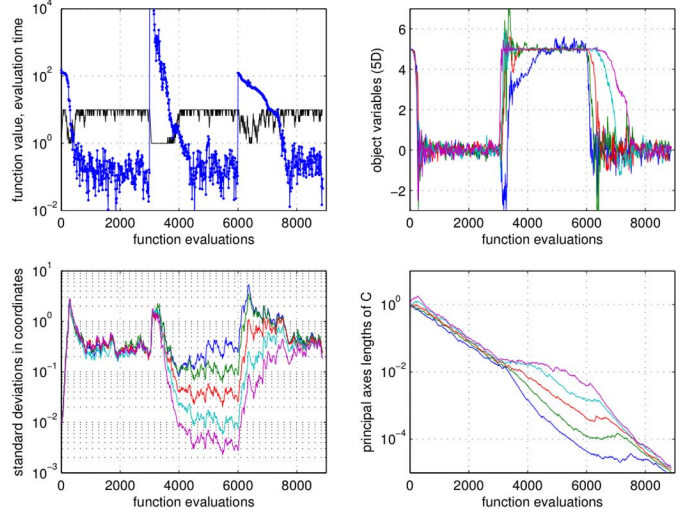 function value, evaluation time
10^4
10^2
10^0
10^-2
0 2000 4000 6000 8000
function evaluations
object variables (5D)
6
4
2
0
−2
0 2000 4000 6000 8000
function evaluations
standard deviations in coordinates
10^1
10^0
10^-1
10^-2
10^-3
0 2000 4000 6000 8000
function evaluations
principal axes lengths of C
10^0
10^-2
10^-4
0 2000 4000 6000 8000
function evaluations